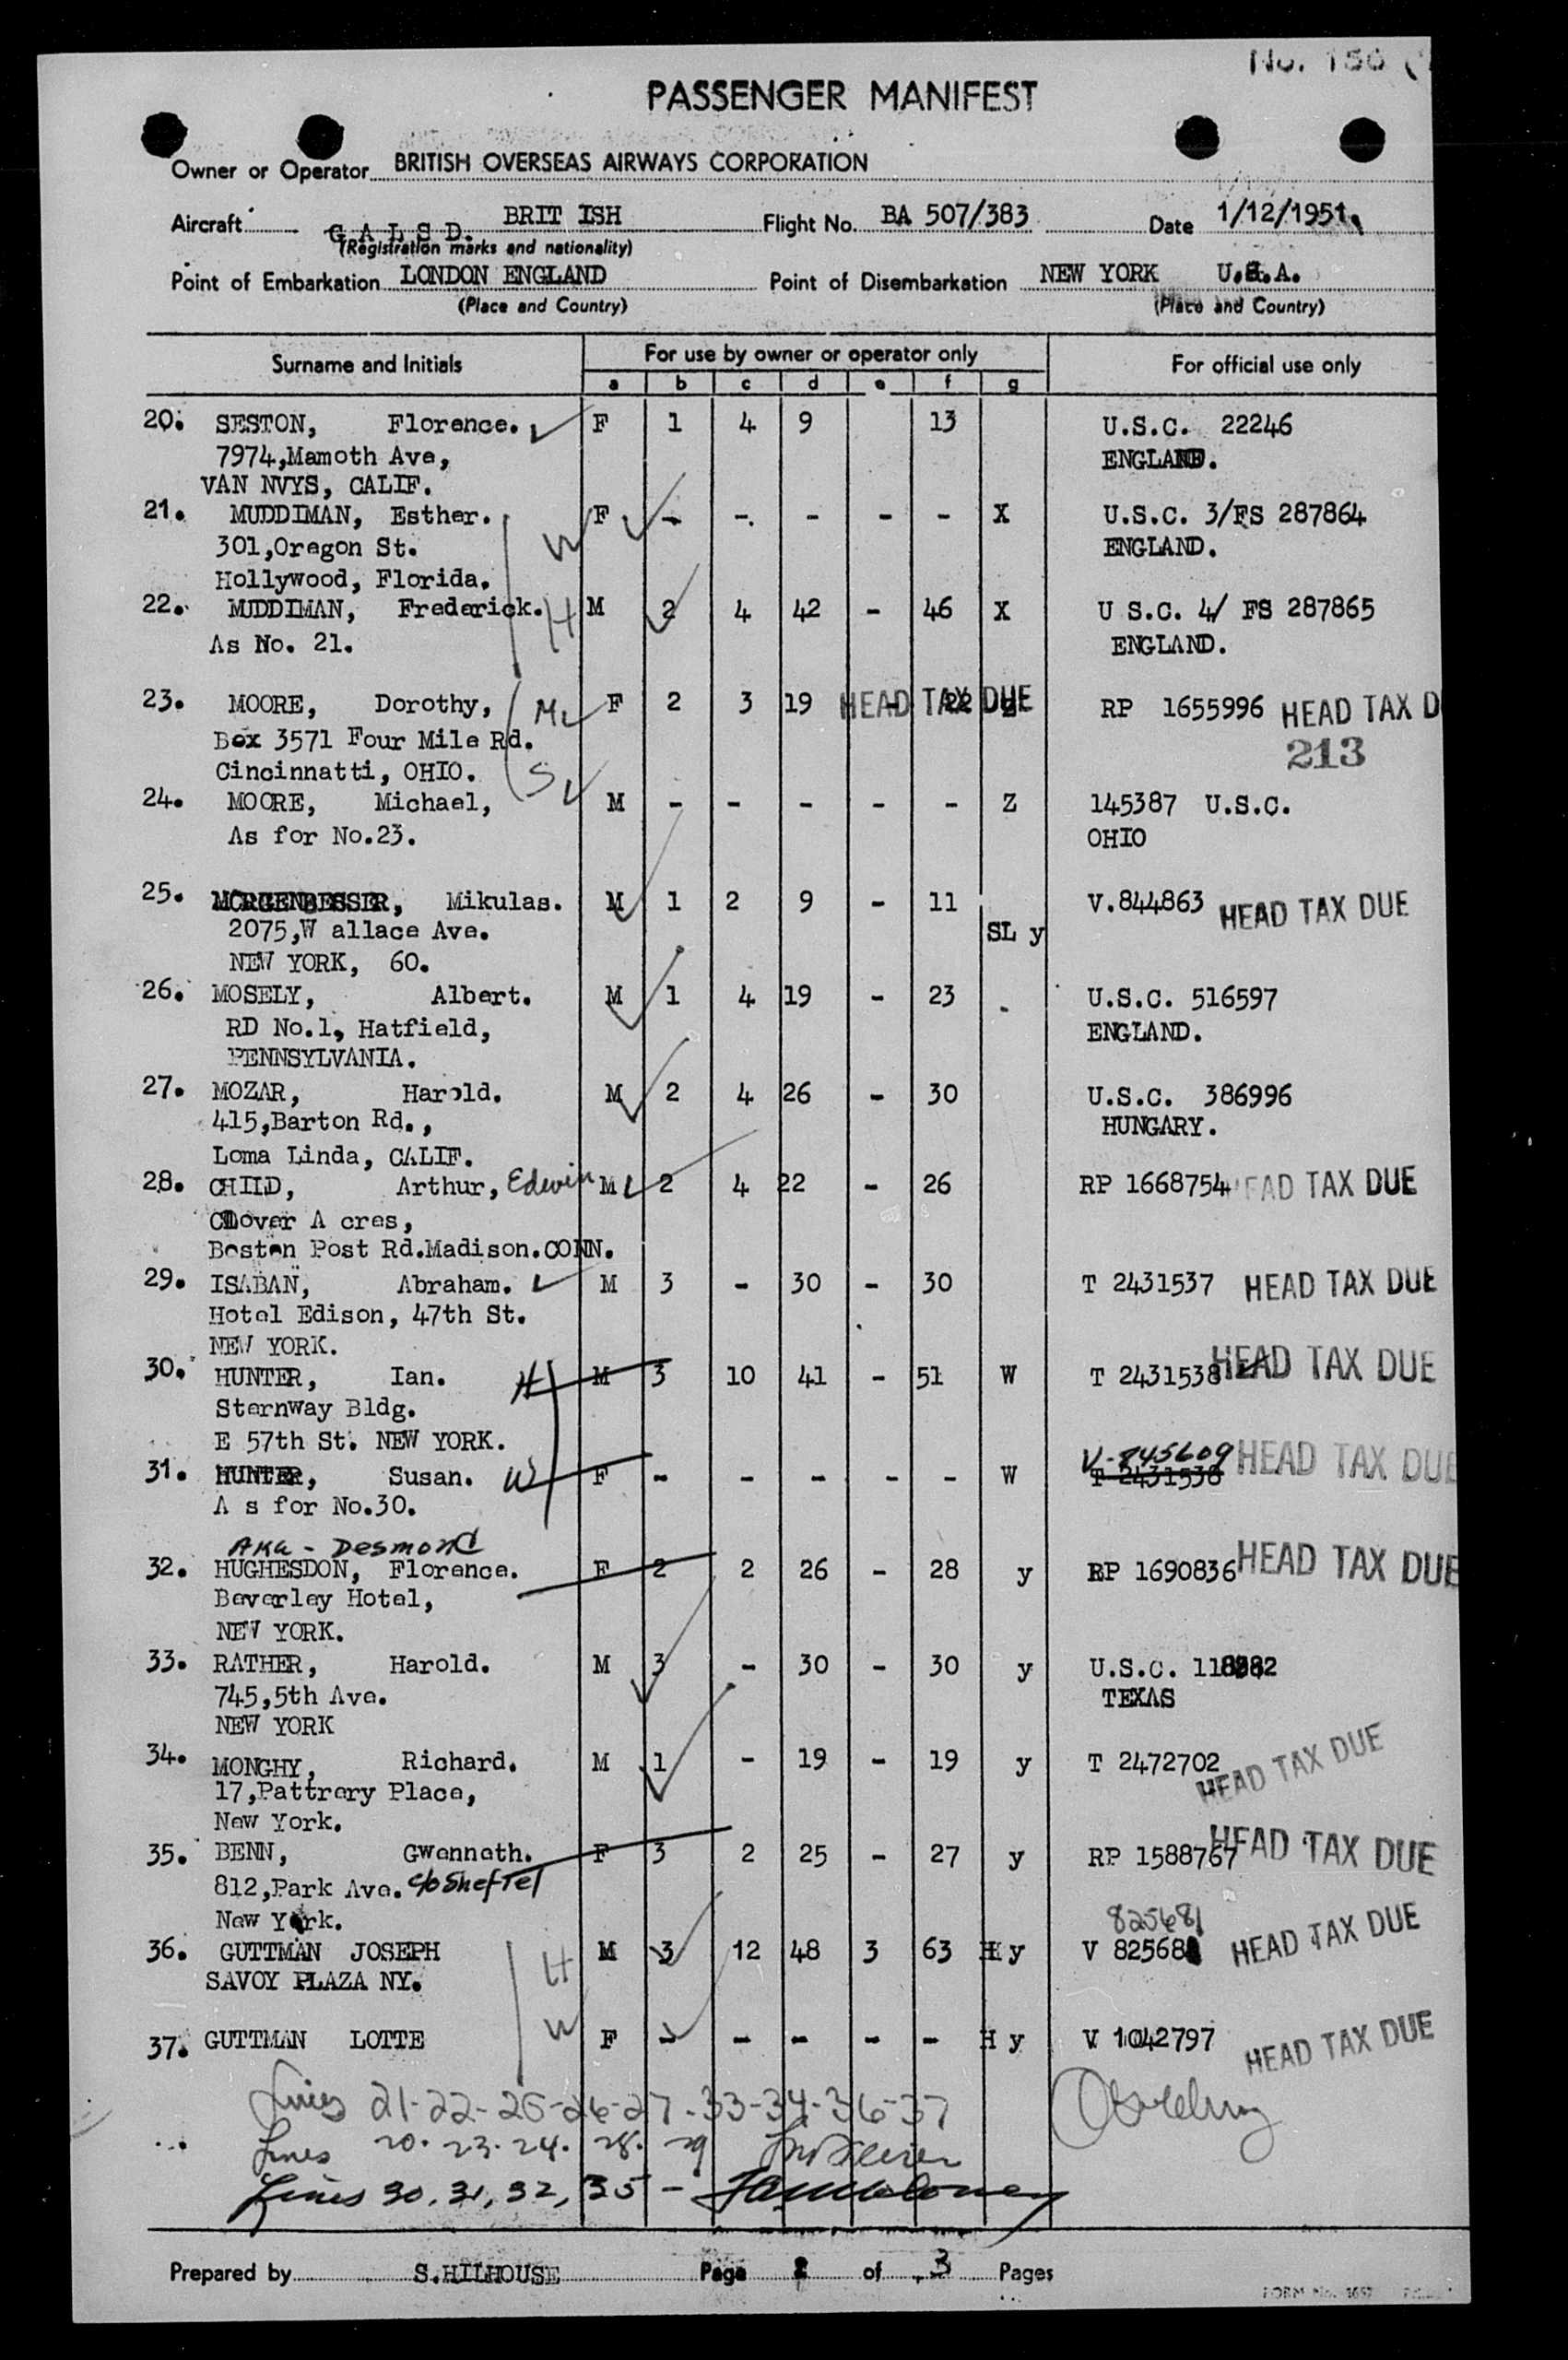 No. 156
PASSENGER MANIFEST
Owner or Operator BRITISH OVERSEAS AIRWAYS CORPORATION
Aircraft G A L S D. BRIT ISH Flight No. BA 507/383 Date 1/12/1951.
(Registration marks and nationality)
Point of Embarkation LONDON ENGLAND Point of Disembarkation NEW YORK U.S.A.
(Place and Country) (Place and Country)
Surname and Initials For use by owner or operator only For official use only
a b c d e f g
20. SESTON, Florence. F 1 4 9 13 U.S.C. 22246
7974,Mamoth Ave, ENGLAND.
VAN NVYS, CALIF.
21. MUDDIMAN, Esther. W F - - - - - X U.S.C. 3/FS 287864
301,Oregon St. ENGLAND.
Hollywood, Florida.
22. MUDDIMAN, Frederick. H M 2 4 42 - 46 X U S.C. 4/ FS 287865
As No. 21. ENGLAND.
23. MOORE, Dorothy, M F 2 3 19 - 22 Z HEAD TAX DUE RP 1655996 HEAD TAX D
Box 3571 Four Mile Rd. 213
Cincinnatti, OHIO. S
24. MOORE, Michael, M - - - - - Z 145387 U.S.C.
As for No.23. OHIO
25. MORGENBESSER, Mikulas. M 1 2 9 - 11 V.844863 HEAD TAX DUE
2075,W allace Ave. SL y
NEW YORK, 60.
26. MOSELY, Albert. M 1 4 19 - 23 U.S.C. 516597
RD No.1, Hatfield, ENGLAND.
PENNSYLVANIA.
27. MOZAR, Harold. M 2 4 26 - 30 U.S.C. 386996
415,Barton Rd., HUNGARY.
Loma Linda, CALIF.
28. CHILD, Arthur, Edwin M 2 4 22 - 26 RP 1668754 HEAD TAX DUE
Clover A cres,
Boston Post Rd.Madison.CONN.
29. ISABAN, Abraham. M 3 - 30 - 30 T 2431537 HEAD TAX DUE
Hotel Edison, 47th St.
NEW YORK.
30. HUNTER, Ian. H M 3 10 41 - 51 W T 2431538 HEAD TAX DUE
Sternway Bldg.
E 57th St. NEW YORK.
V-845609
31. HUNTER, Susan. W F - - - - - W T 2431538 HEAD TAX DUE
A s for No.30.
AKA - Desmond
32. HUGHESDON, Florence. F 2 2 26 - 28 y RP 1690836 HEAD TAX DUE
Beverley Hotel,
NEW YORK.
33. RATHER, Harold. M 3 - 30 - 30 y U.S.C.
745,5th Ave. TEXAS
NEW YORK
34. MONGHY, Richard. M 1 - 19 - 19 y T 2472702 HEAD TAX DUE
17,Pattrery Place,
New York.
35. BENN, Gwenneth. F 3 2 25 - 27 y RP 1588767 HEAD TAX DUE
812,Park Ave. c/o Sheftel
New York.
825681
36. GUTTMAN JOSEPH H M 3 12 48 3 63 H y V 825681 HEAD TAX DUE
SAVOY PLAZA NY.
37. GUTTMAN LOTTE W F - - - - - H y V 1042797 HEAD TAX DUE
Lines 21-22-25-26-27-33-34-36-37
Lines 20. 23. 24. 28. 29
Lines 30, 31, 32, 35 -
Prepared by S.HILHOUSE Page 2 of 3 Pages